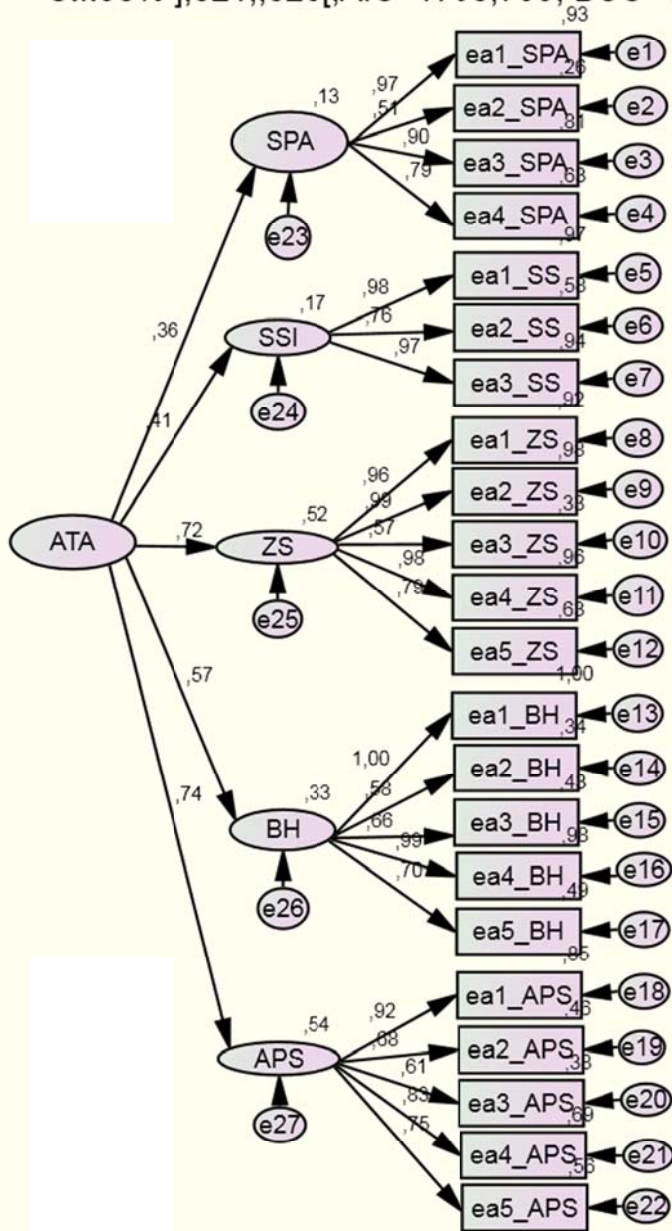 ,93
ea1_SPA
e1
,97
,26
,13
,51
ea2_SPA
e2
,81
SPA
,90
ea3_SPA
e3
,79
,63
ea4_SPA
e4
e23
,97
ea1_SS
e5
,98
,58
,17
,76
ea2_SS
e6
,36
SSI
,94
,97
ea3_SS
e7
,92
e24
,41
ea1_ZS
e8
,96
,98
ea2_ZS
e9
,99
,33
,52
,57
ATA
,72
ZS
ea3_ZS
e10
,98
,96
ea4_ZS
e11
,79
,63
e25
ea5_ZS
e12
1,00
,57
ea1_BH
e13
,34
1,00
ea2_BH
e14
,33
,58
,43
,74
BH
,66
ea3_BH
e15
,99
,98
ea4_BH
e16
,70
,49
e26
ea5_BH
e17
,85
ea1_APS
e18
,92
,46
,54
,68
ea2_APS
e19
APS
,61
,38
ea3_APS
e20
,83
,69
e27
,75
ea4_APS
e21
,56
ea5_APS
e22